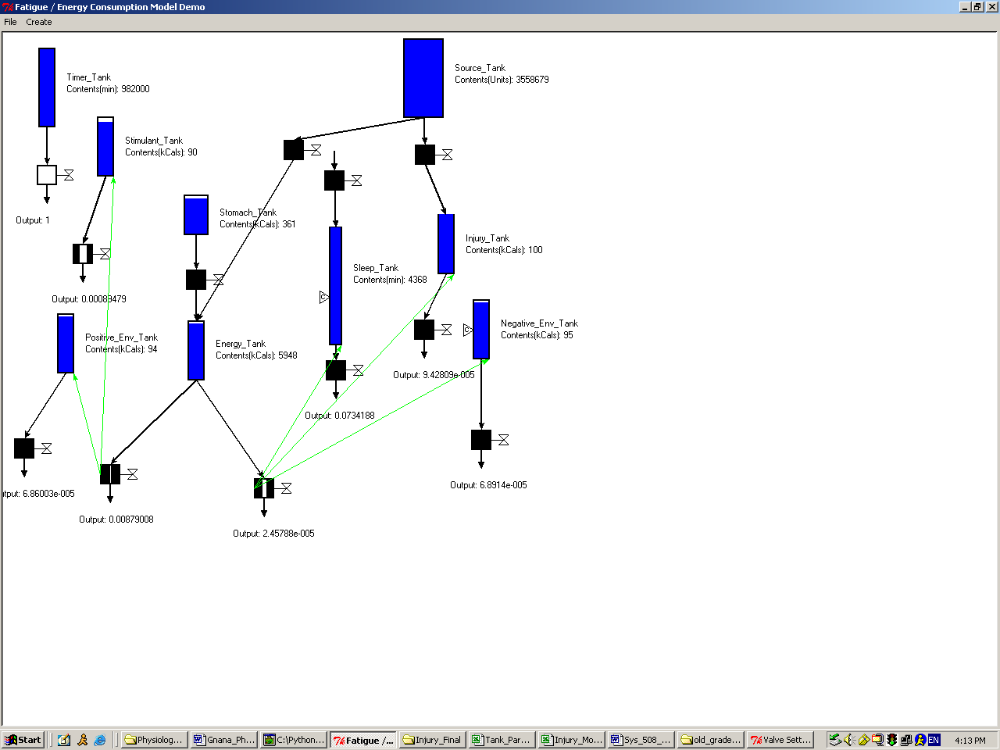 Fatigue / Energy Consumption Model Demo
File Create
Timer_Tank
Contents(min): 982000
Source_Tank
Contents(Units): 3558679
Stimulant_Tank
Contents(kCals): 90
Output: 1
Stomach_Tank
Contents(kCals): 361
Injury_Tank
Contents(kCals): 100
Sleep_Tank
Contents(min): 4368
Output: 0.00089479
Positive_Env_Tank
Contents(kCals): 94
Energy_Tank
Contents(kCals): 5948
Negative_Env_Tank
Contents(kCals): 95
Output: 9.42809e-005
Output: 0.0734188
Output: 6.8914e-005
tput: 6.86003e-005
Output: 0.00879008
Output: 2.45788e-005
Start Physiolog... Gnana_Ph... C:\Python... Fatigue /... Injury_Final Tank_Par... Injury_Mo... Sys_508_... old_grade... Valve Sett... EN 4:13 PM